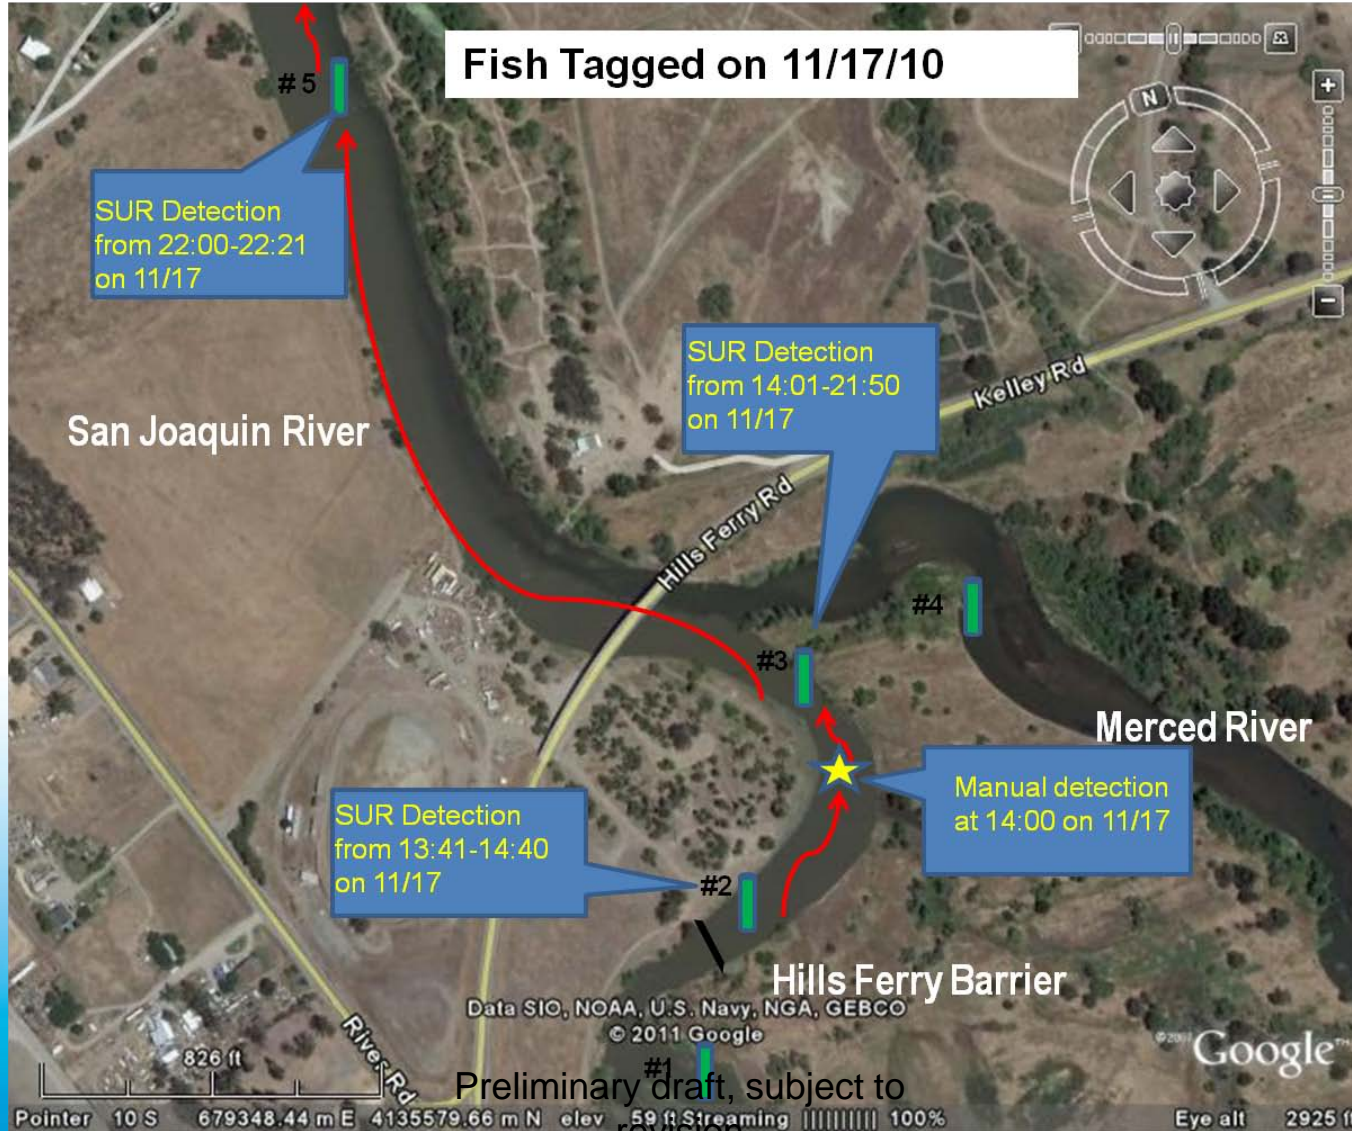 Fish Tagged on 11/17/10
N
# 5
SUR Detection
from 22:00-22:21
on 11/17
SUR Detection
from 14:01-21:50
on 11/17
Kelley Rd
San Joaquin River
Hills Ferry Rd
#4
#3
Merced River
Manual detection
at 14:00 on 11/17
SUR Detection
from 13:41-14:40
on 11/17
#2
Hills Ferry Barrier
Data SIO, NOAA, U.S. Navy, NGA, GEBCO
© 2011 Google
©2007 Google™
River Rd
826 ft
#1
Preliminary draft, subject to
revision
Pointer 10 S 679348.44 m E 4135579.66 m N elev 59 ft Streaming |||||||||| 100% Eye alt 2925 ft